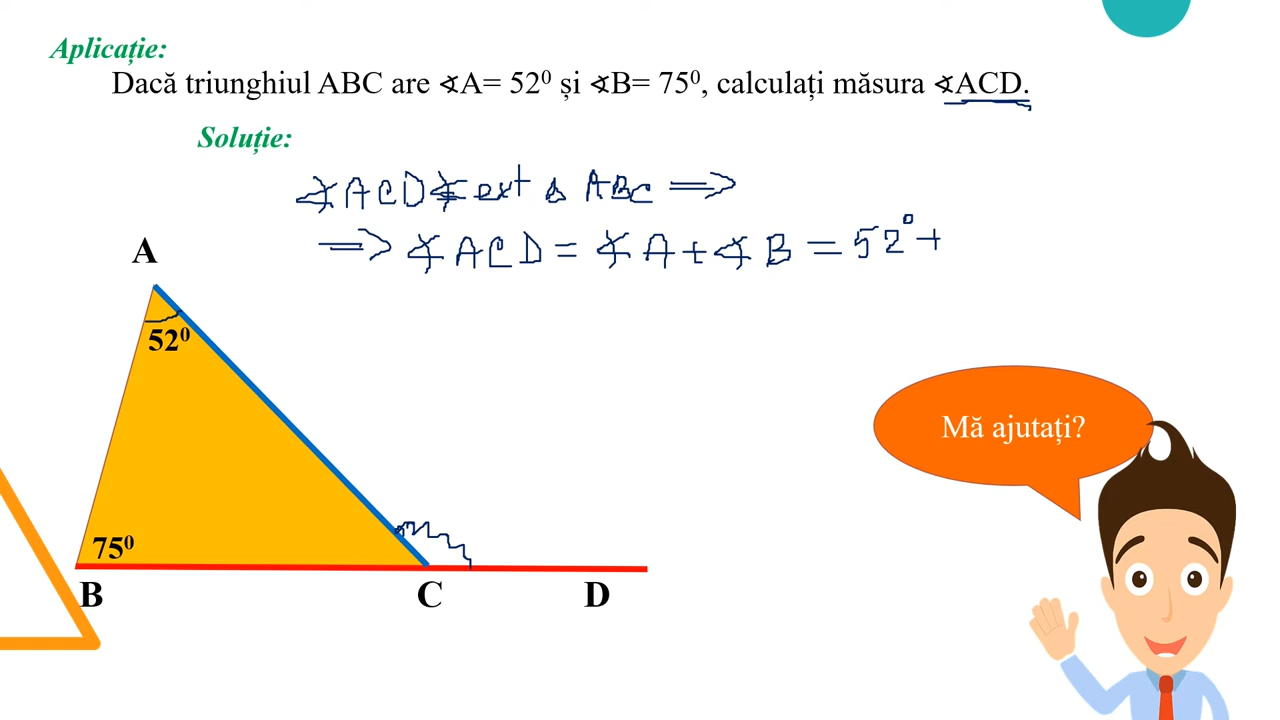 Aplicație:
Dacă triunghiul ABC are ∢A= 52⁰ și ∢B= 75⁰, calculați măsura ∢ACD.
Soluție:
∢ACD ∢ ext △ ABC ⟹
⟹ ∢ACD = ∢A + ∢B = 52° +
A
52⁰
Mă ajutați?
75⁰
B C D